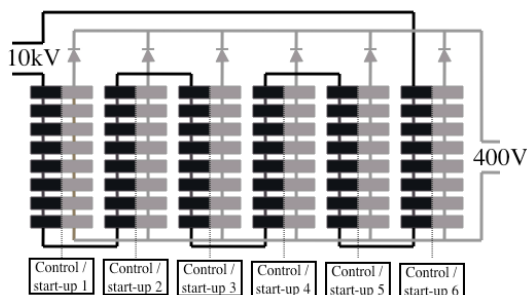 10kV
400V
Control /
start-up 1
Control /
start-up 2
Control /
start-up 3
Control /
start-up 4
Control /
start-up 5
Control /
start-up 6